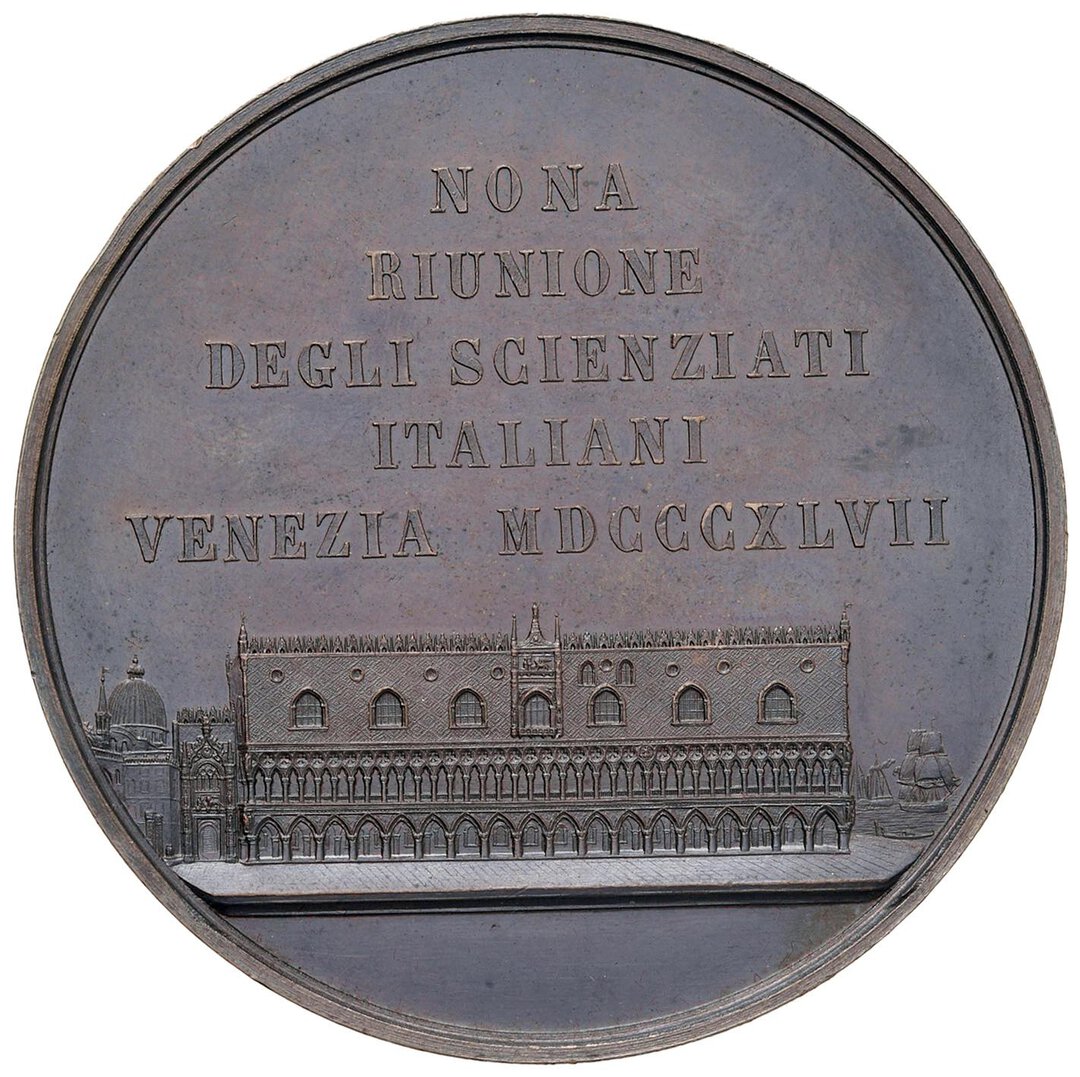 NONA
RIUNIONE
DEGLI SCIENZIATI
ITALIANI
VENEZIA MDCCCXLVII